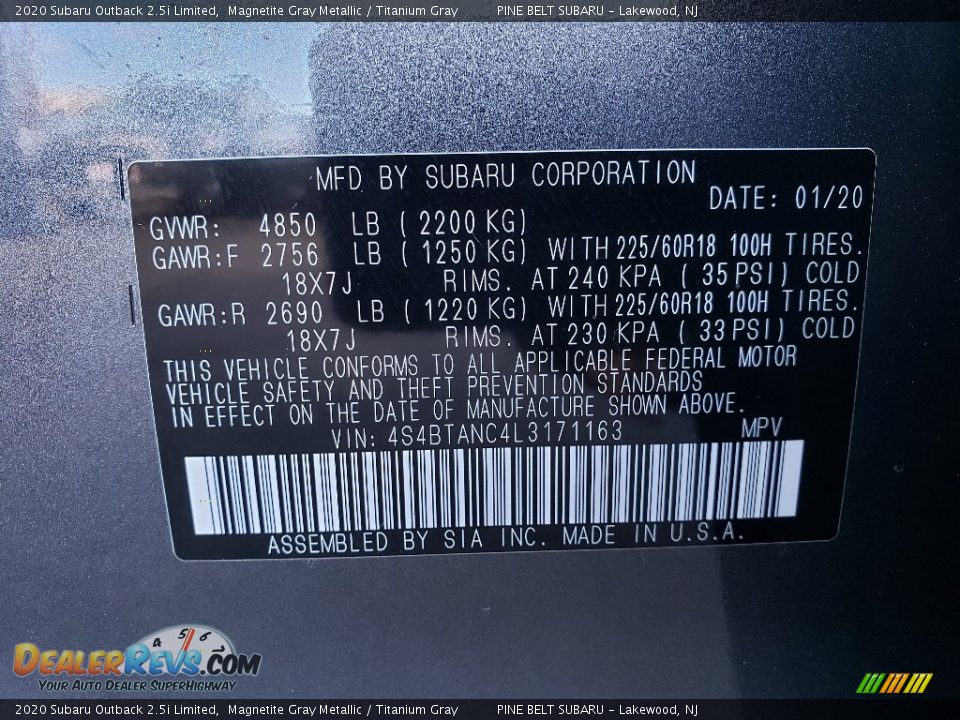 2020 Subaru Outback 2.5i Limited, Magnetite Gray Metallic / Titanium Gray PINE BELT SUBARU - Lakewood, NJ
MFD BY SUBARU CORPORATION
DATE: 01/20
GVWR: 4850 LB ( 2200 KG)
GAWR:F 2756 LB ( 1250 KG) WITH 225/60R18 100H TIRES.
18X7J RIMS. AT 240 KPA ( 35 PSI) COLD
GAWR:R 2690 LB ( 1220 KG) WITH 225/60R18 100H TIRES.
18X7J RIMS. AT 230 KPA ( 33 PSI) COLD
THIS VEHICLE CONFORMS TO ALL APPLICABLE FEDERAL MOTOR
VEHICLE SAFETY AND THEFT PREVENTION STANDARDS
IN EFFECT ON THE DATE OF MANUFACTURE SHOWN ABOVE.
VIN: 4S4BTANC4L3171163 MPV
ASSEMBLED BY SIA INC. MADE IN U.S.A.
4 5 6
DEALERREVS.COM
YOUR AUTO DEALER SUPERHIGHWAY
2020 Subaru Outback 2.5i Limited, Magnetite Gray Metallic / Titanium Gray PINE BELT SUBARU - Lakewood, NJ